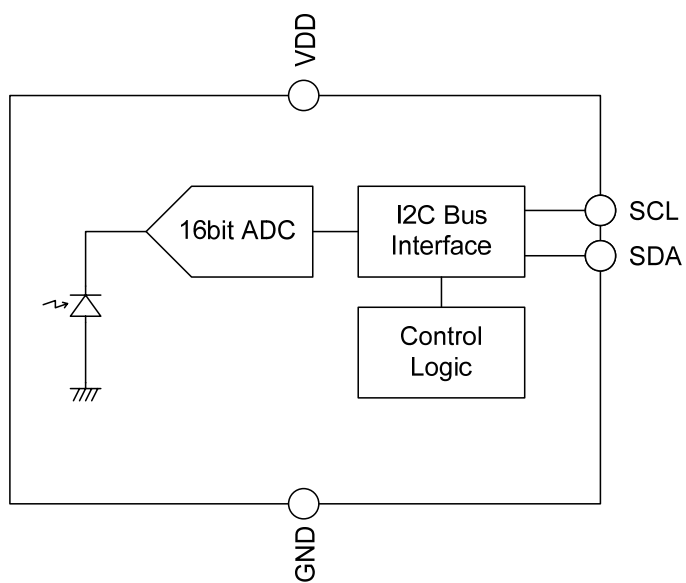 VDD
16bit ADC
I2C Bus
Interface
SCL
SDA
Control
Logic
GND